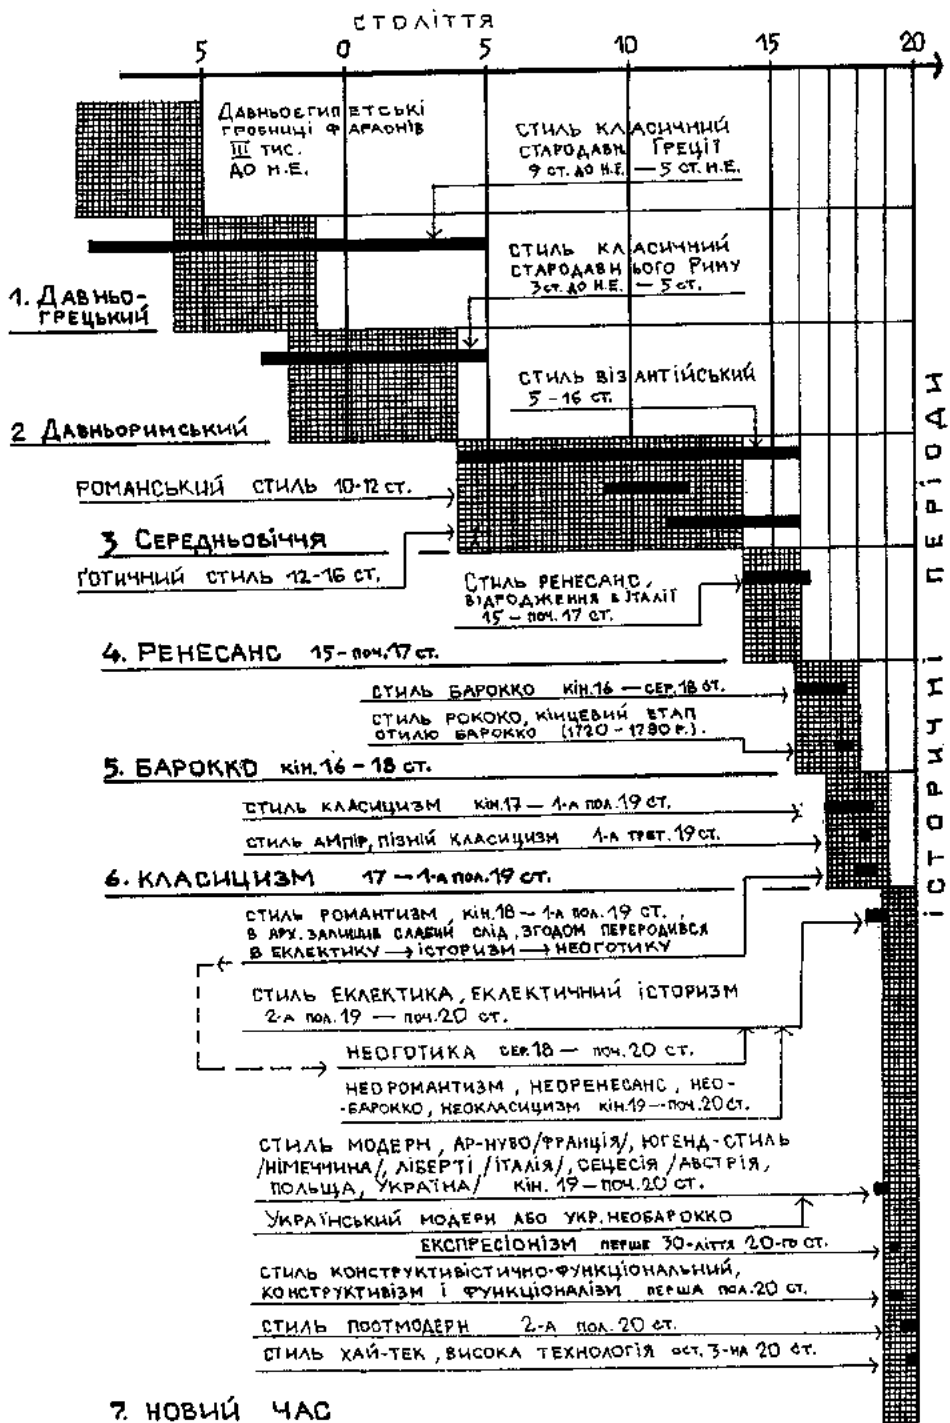 СТОЛІТТЯ
5 0 5 10 15 20
ДАВНЬОЄГИПЕТСЬКІ
ГРОБНИЦІ ФАРАОНІВ
III ТИС.
ДО Н.Е.
СТИЛЬ КЛАСИЧНИЙ
СТАРОДАВН. ГРЕЦІЇ
9 СТ. ДО Н.Е. — 5 СТ. Н.Е.
СТИЛЬ КЛАСИЧНИЙ
СТАРОДАВНЬОГО РИМУ
3 СТ. ДО Н.Е. — 5 СТ.
1. ДАВНЬО-
ГРЕЦЬКИЙ
СТИЛЬ ВІЗАНТІЙСЬКИЙ
5 - 16 СТ.
2 ДАВНЬОРИМСЬКИЙ
РОМАНСЬКИЙ СТИЛЬ 10-12 СТ.
3 СЕРЕДНЬОВІЧЧЯ
ҐОТИЧНИЙ СТИЛЬ 12-16 СТ.
СТИЛЬ РЕНЕСАНС,
ВІДРОДЖЕННЯ В ІТАЛІЇ
15 – ПОЧ. 17 СТ.
4. РЕНЕСАНС 15 – ПОЧ. 17 СТ.
СТИЛЬ БАРОККО КІН. 16 — СЕР. 18 СТ.
СТИЛЬ РОКОКО, КІНЦЕВИЙ ЕТАП
СТИЛЮ БАРОККО (1720 – 1780 Р.).
5. БАРОККО КІН. 16 – 18 СТ.
СТИЛЬ КЛАСИЦИЗМ КІН. 17 — 1-А ПОЛ. 19 СТ.
СТИЛЬ АМПІР, ПІЗНІЙ КЛАСИЦИЗМ 1-А ТРЕТ. 19 СТ.
6. КЛАСИЦИЗМ 17 — 1-А ПОЛ. 19 СТ.
СТИЛЬ РОМАНТИЗМ, КІН. 18 – 1-А ПОЛ. 19 СТ.,
В АРХ. ЗАЛИШИВ СЛАБИЙ СЛІД, ЗГОДОМ ПЕРЕРОДИВСЯ
В ЕКЛЕКТИКУ → ІСТОРИЗМ → НЕОГОТИКУ
СТИЛЬ ЕКЛЕКТИКА, ЕКЛЕКТИЧНИЙ ІСТОРИЗМ
2-А ПОЛ. 19 — ПОЧ. 20 СТ.
НЕОГОТИКА СЕР. 18 — ПОЧ. 20 СТ.
НЕОРОМАНТИЗМ, НЕОРЕНЕСАНС, НЕО-
-БАРОККО, НЕОКЛАСИЦИЗМ КІН. 19 — ПОЧ. 20 СТ.
СТИЛЬ МОДЕРН, АР-НУВО /ФРАНЦІЯ/, ЮГЕНД-СТИЛЬ
/НІМЕЧЧИНА/, ЛІБЕРТІ /ІТАЛІЯ/, СЕЦЕСІЯ /АВСТРІЯ,
ПОЛЬЩА, УКРАЇНА/ КІН. 19 – ПОЧ. 20 СТ.
УКРАЇНСЬКИЙ МОДЕРН АБО УКР. НЕОБАРОККО
ЕКСПРЕСІОНІЗМ ПЕРШЕ 30-ЛІТТЯ 20-ГО СТ.
СТИЛЬ КОНСТРУКТИВІСТИЧНО-ФУНКЦІОНАЛЬНИЙ,
КОНСТРУКТИВІЗМ І ФУНКЦІОНАЛІЗМ ПЕРША ПОЛ. 20 СТ.
СТИЛЬ ПОСТМОДЕРН 2-А ПОЛ. 20 СТ.
СТИЛЬ ХАЙ-ТЕК, ВИСОКА ТЕХНОЛОГІЯ ОСТ. 3-НА 20 СТ.
7. НОВИЙ ЧАС
ІСТОРИЧНІ ПЕРІОДИ